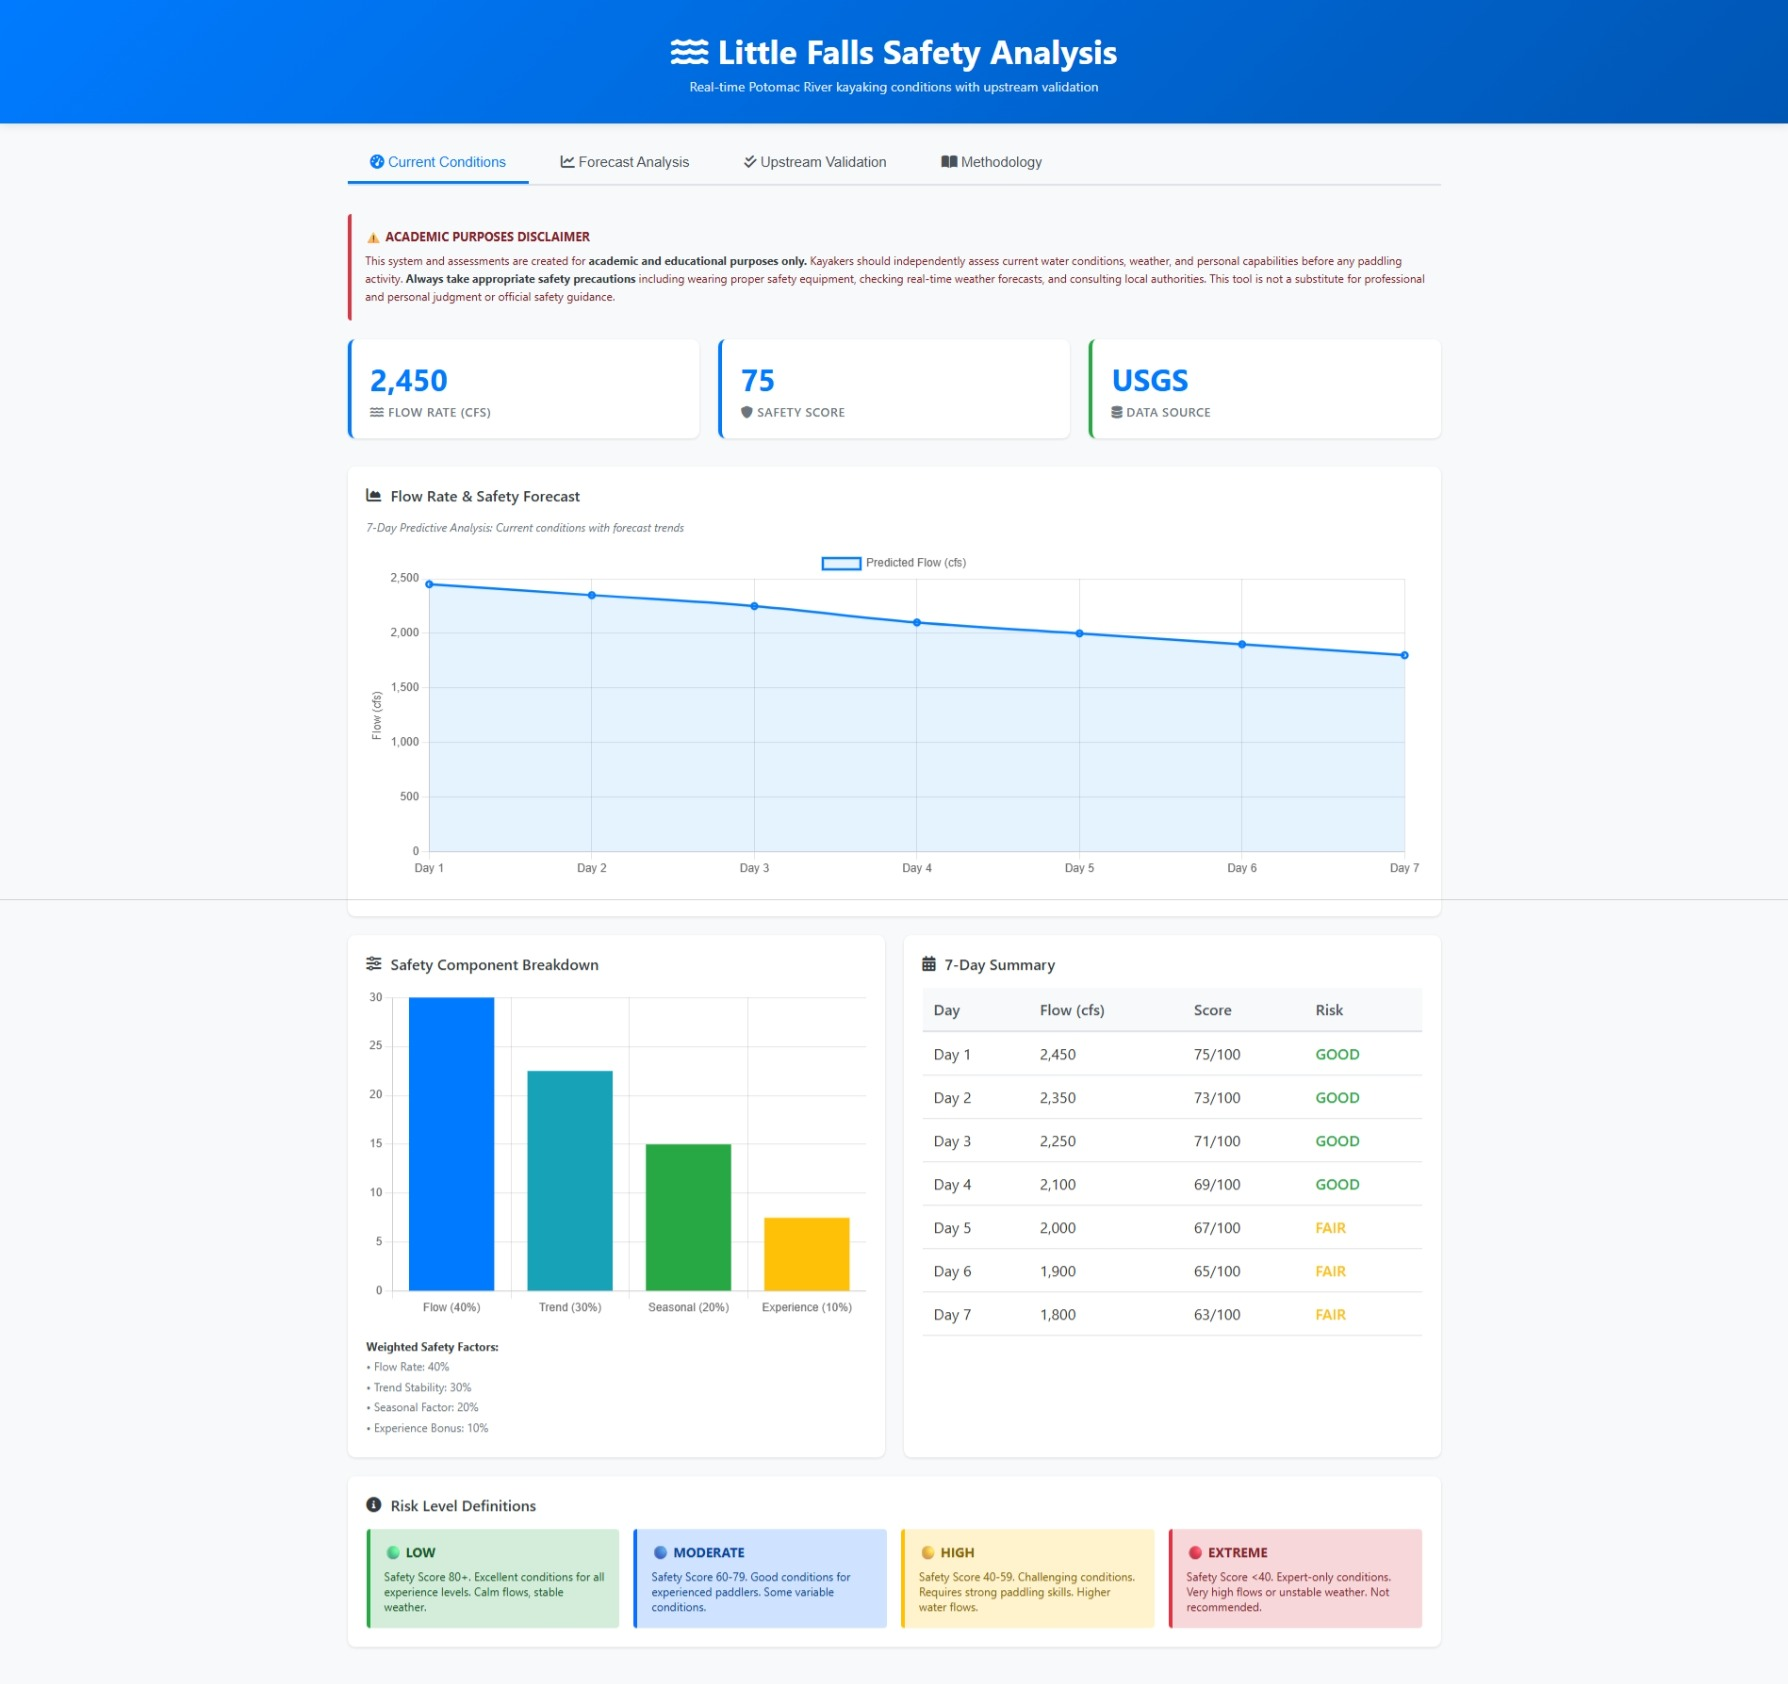 Little Falls Safety Analysis
Real-time Potomac River kayaking conditions with upstream validation
Current Conditions
Forecast Analysis
Upstream Validation
Methodology
ACADEMIC PURPOSES DISCLAIMER
This system and assessments are created for academic and educational purposes only. Kayakers should independently assess current water conditions, weather, and personal capabilities before any paddling
activity. Always take appropriate safety precautions including wearing proper safety equipment, checking real-time weather forecasts, and consulting local authorities. This tool is not a substitute for professional
and personal judgment or official safety guidance.
2,450
FLOW RATE (CFS)
75
SAFETY SCORE
USGS
DATA SOURCE
Flow Rate & Safety Forecast
7-Day Predictive Analysis: Current conditions with forecast trends
Predicted Flow (cfs)
Flow (cfs)
2,500
2,000
1,500
1,000
500
0
Day 1 Day 2 Day 3 Day 4 Day 5 Day 6 Day 7
Safety Component Breakdown
30
25
20
15
10
5
0
Flow (40%) Trend (30%) Seasonal (20%) Experience (10%)
Weighted Safety Factors:
• Flow Rate: 40%
• Trend Stability: 30%
• Seasonal Factor: 20%
• Experience Bonus: 10%
7-Day Summary
Day Flow (cfs) Score Risk
Day 1 2,450 75/100 GOOD
Day 2 2,350 73/100 GOOD
Day 3 2,250 71/100 GOOD
Day 4 2,100 69/100 GOOD
Day 5 2,000 67/100 FAIR
Day 6 1,900 65/100 FAIR
Day 7 1,800 63/100 FAIR
Risk Level Definitions
LOW
Safety Score 80+. Excellent conditions for all
experience levels. Calm flows, stable
weather.
MODERATE
Safety Score 60-79. Good conditions for
experienced paddlers. Some variable
conditions.
HIGH
Safety Score 40-59. Challenging conditions.
Requires strong paddling skills. Higher
water flows.
EXTREME
Safety Score <40. Expert-only conditions.
Very high flows or unstable weather. Not
recommended.